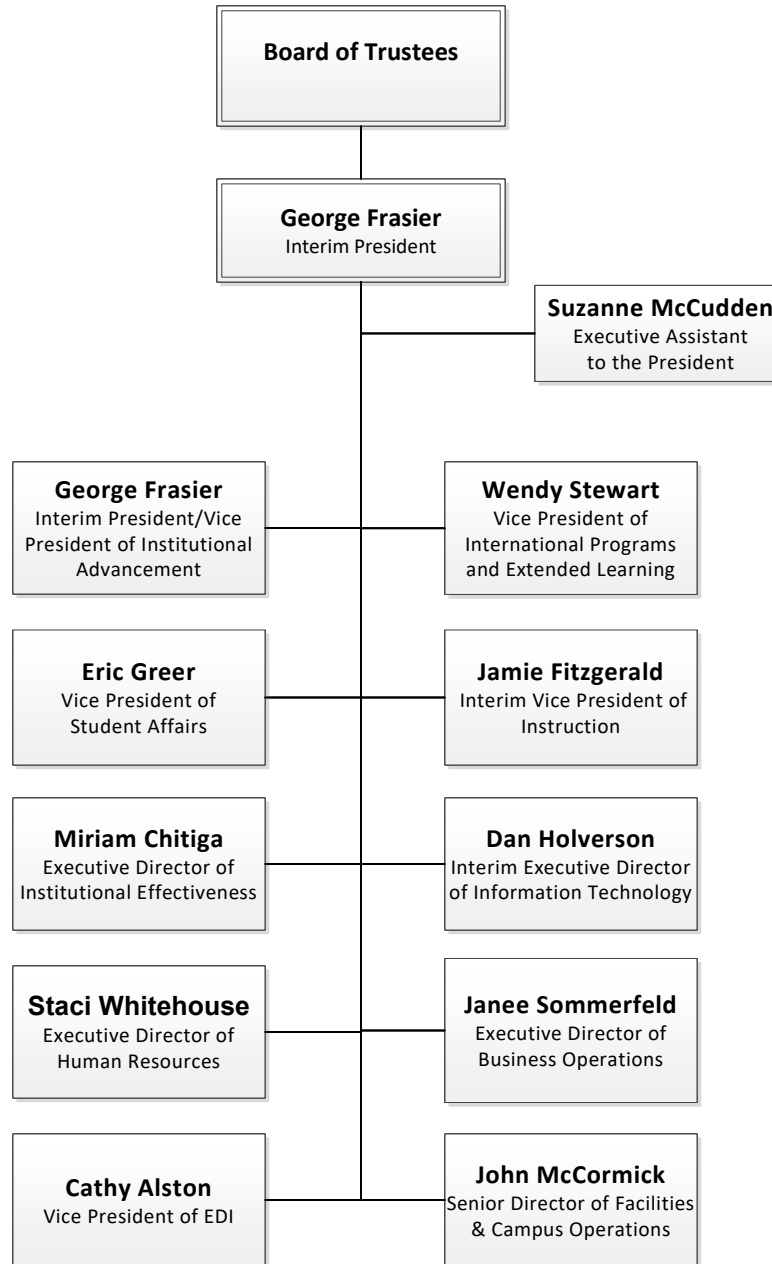 Board of Trustees
George Frasier
Interim President
Suzanne McCudden
Executive Assistant
to the President
George Frasier
Interim President/Vice
President of Institutional
Advancement
Wendy Stewart
Vice President of
International Programs
and Extended Learning
Eric Greer
Vice President of
Student Affairs
Jamie Fitzgerald
Interim Vice President of
Instruction
Miriam Chitiga
Executive Director of
Institutional Effectiveness
Dan Holverson
Interim Executive Director
of Information Technology
Staci Whitehouse
Executive Director of
Human Resources
Janee Sommerfeld
Executive Director of
Business Operations
Cathy Alston
Vice President of EDI
John McCormick
Senior Director of Facilities
& Campus Operations